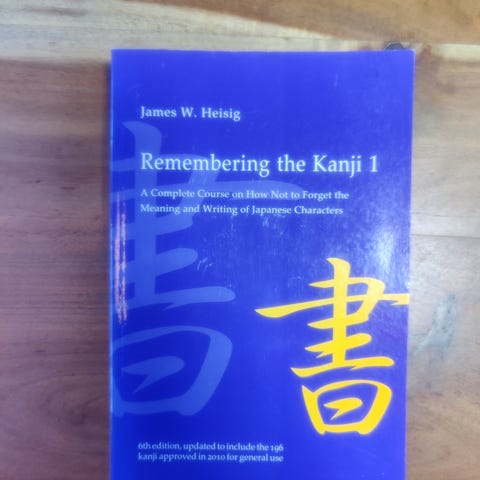 James W. Heisig
Remembering the Kanji 1
A Complete Course on How Not to Forget the
Meaning and Writing of Japanese Characters
書
書
6th edition, updated to include the 196
kanji approved in 2010 for general use